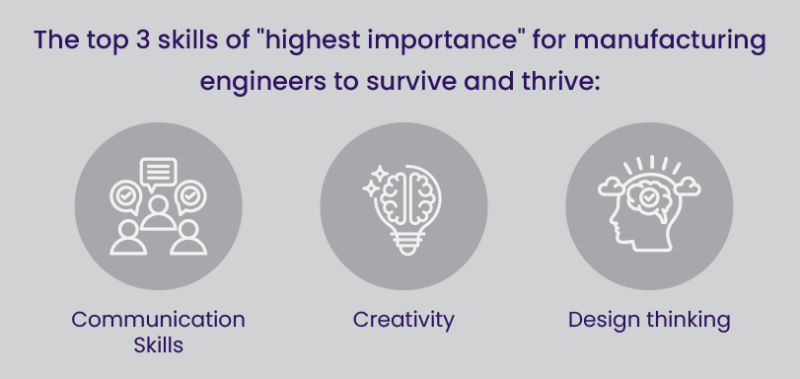 The top 3 skills of "highest importance" for manufacturing
engineers to survive and thrive:
Communication
Skills
Creativity
Design thinking